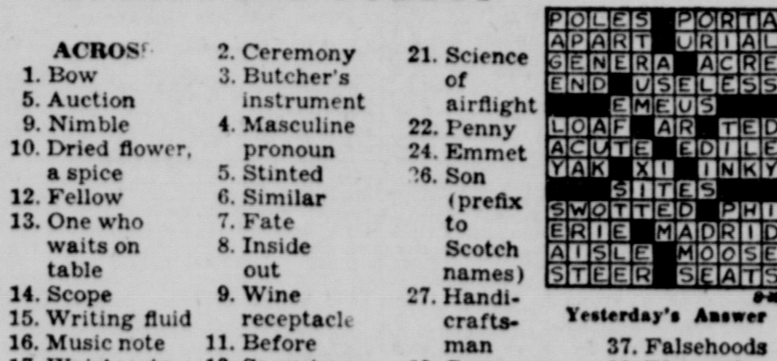 ACROSS
1. Bow
5. Auction
9. Nimble
10. Dried flower,
a spice
12. Fellow
13. One who
waits on
table
14. Scope
15. Writing fluid
16. Music note
2. Ceremony
3. Butcher's
instrument
4. Masculine
pronoun
5. Stinted
6. Similar
7. Fate
8. Inside
out
9. Wine
receptacle
11. Before
21. Science
of
airflight
22. Penny
24. Emmet
26. Son
(prefix
to
Scotch
names)
27. Handi-
crafts-
man
POLES PORTA
APART URIAL
GENERA ACRE
END USELESS
EMEUS
LOAF AR TED
ACUTE EDILE
YAK XI INKY
SITES
SWOTTED PHI
ERIE MADRID
AISLE MOOSE
STEER SEATS
Yesterday's Answer
37. Falsehoods